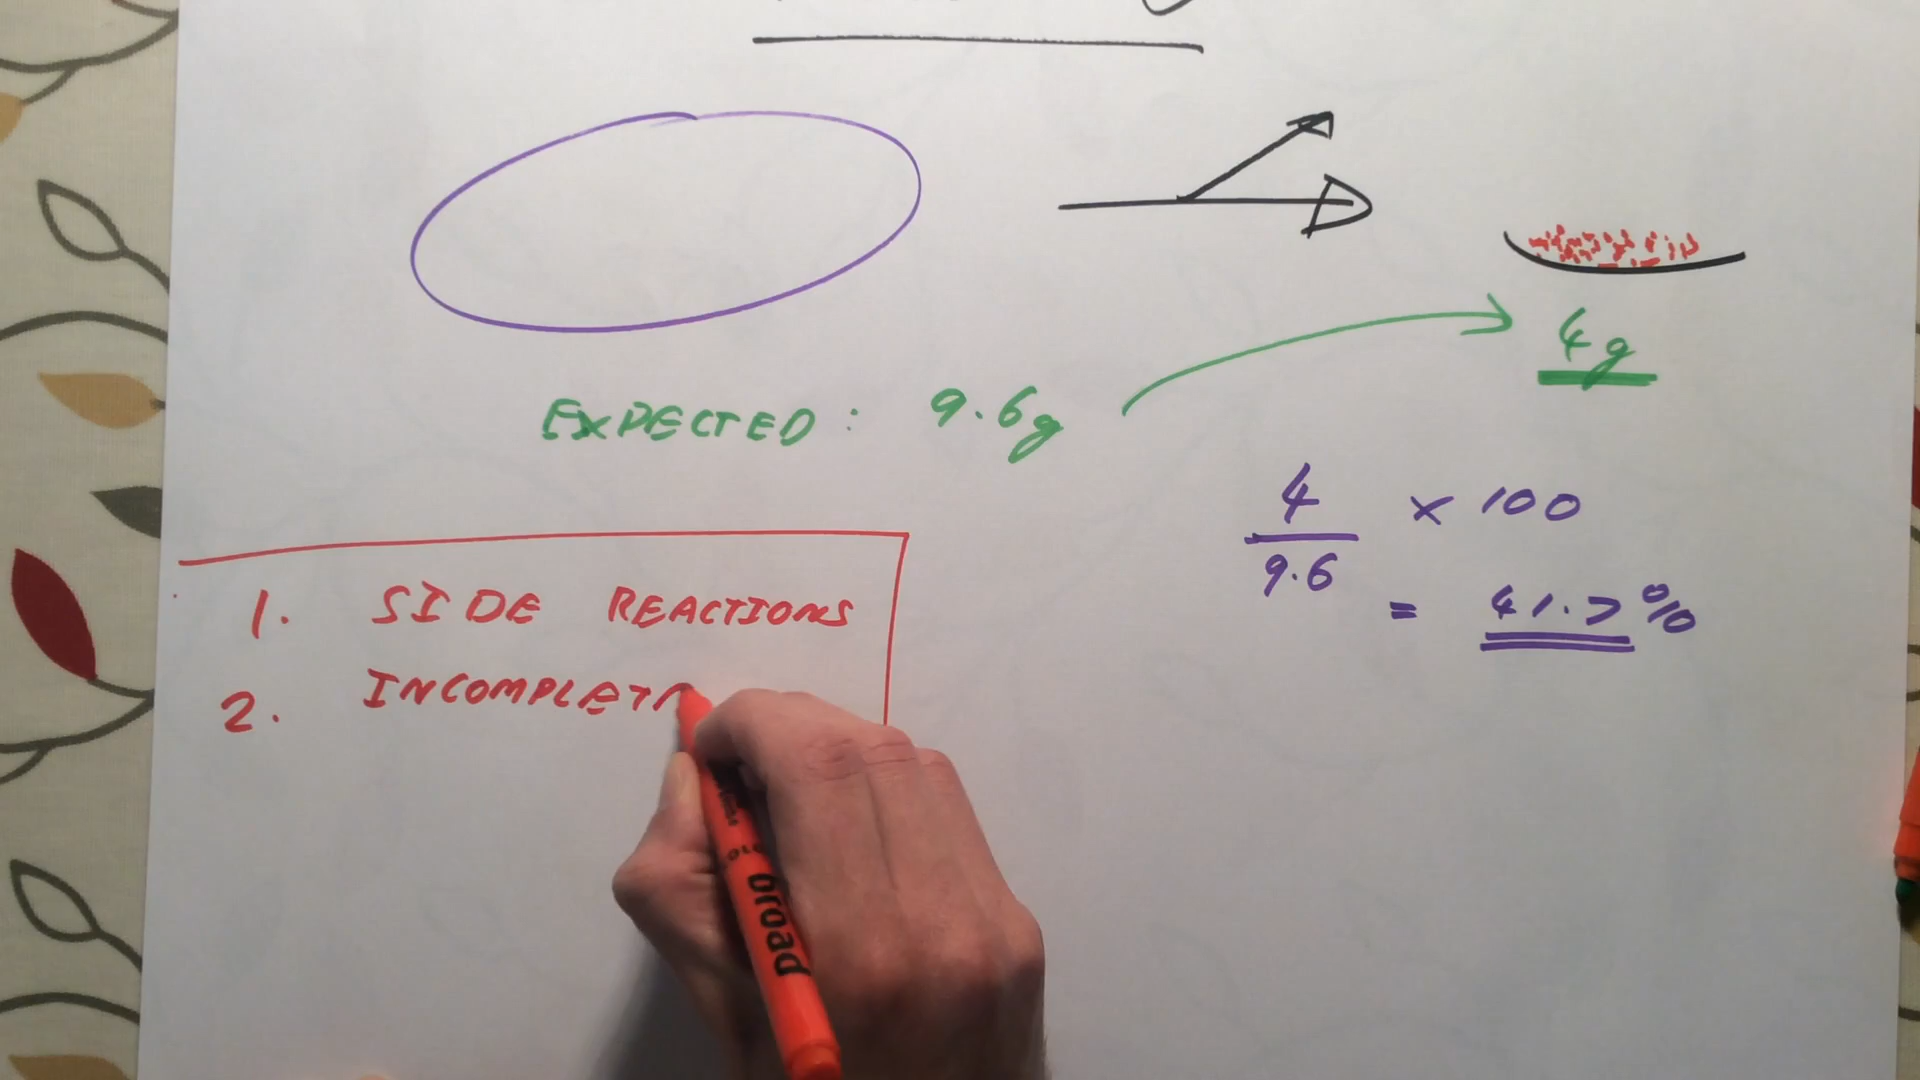 4g
EXPECTED: 9.6g
4
9.6
× 100
= 41.7%
1. SIDE REACTIONS
2. INCOMPLET
broad